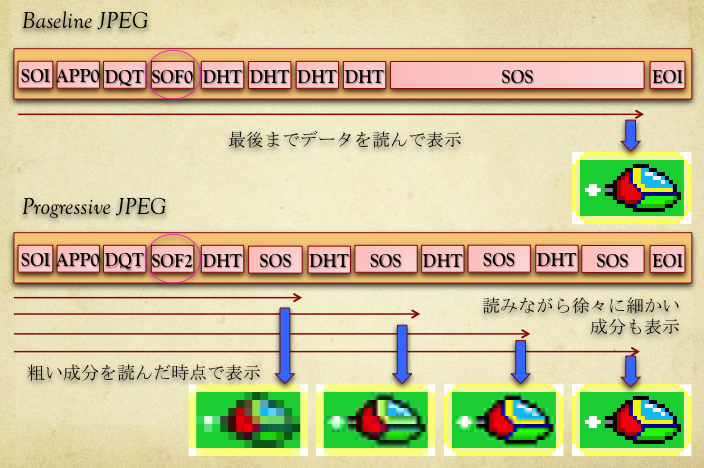 Baseline JPEG
SOI APP0 DQT SOF0 DHT DHT DHT DHT SOS EOI
最後までデータを読んで表示
Progressive JPEG
SOI APP0 DQT SOF2 DHT SOS DHT SOS DHT SOS DHT SOS EOI
読みながら徐々に細かい
成分も表示
粗い成分を読んだ時点で表示